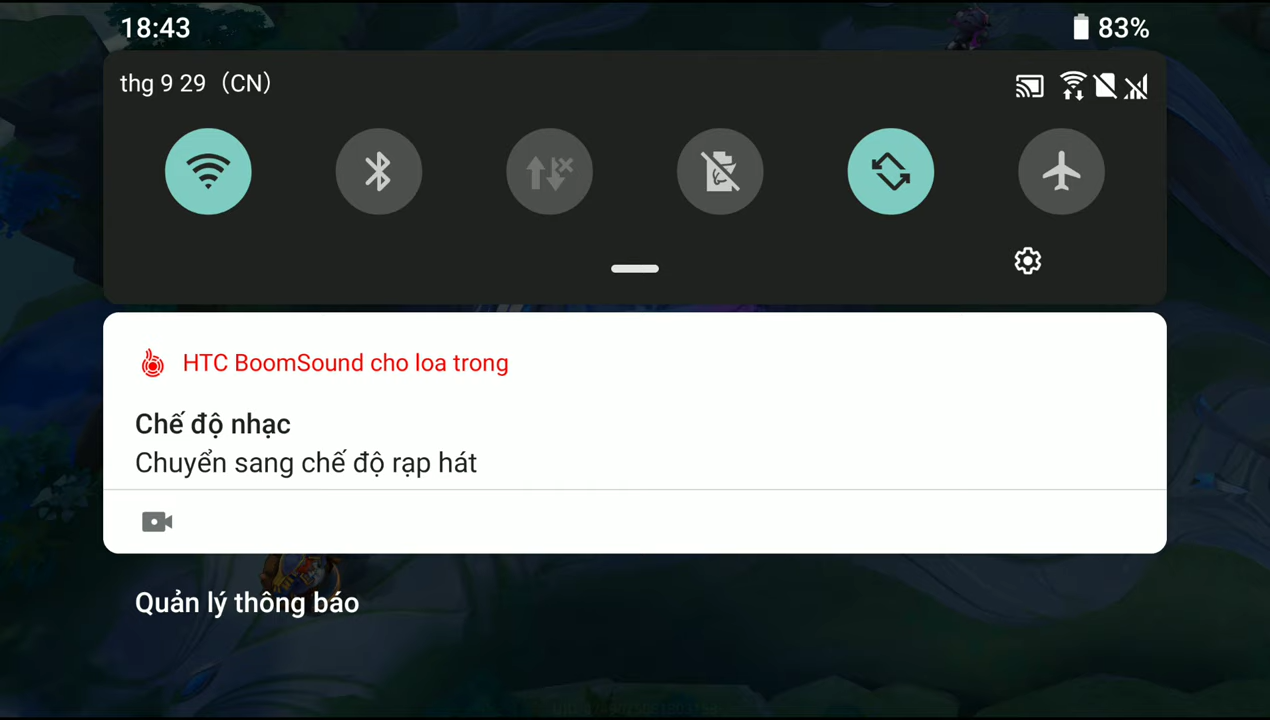 18:43
83%
thg 9 29（CN）
HTC BoomSound cho loa trong
Chế độ nhạc
Chuyển sang chế độ rạp hát
Quản lý thông báo